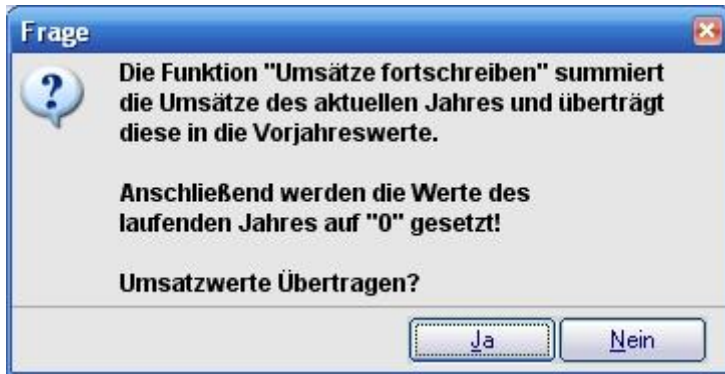 Frage
Die Funktion "Umsätze fortschreiben" summiert
die Umsätze des aktuellen Jahres und überträgt
diese in die Vorjahreswerte.
Anschließend werden die Werte des
laufenden Jahres auf "0" gesetzt!
Umsatzwerte Übertragen?
Ja Nein